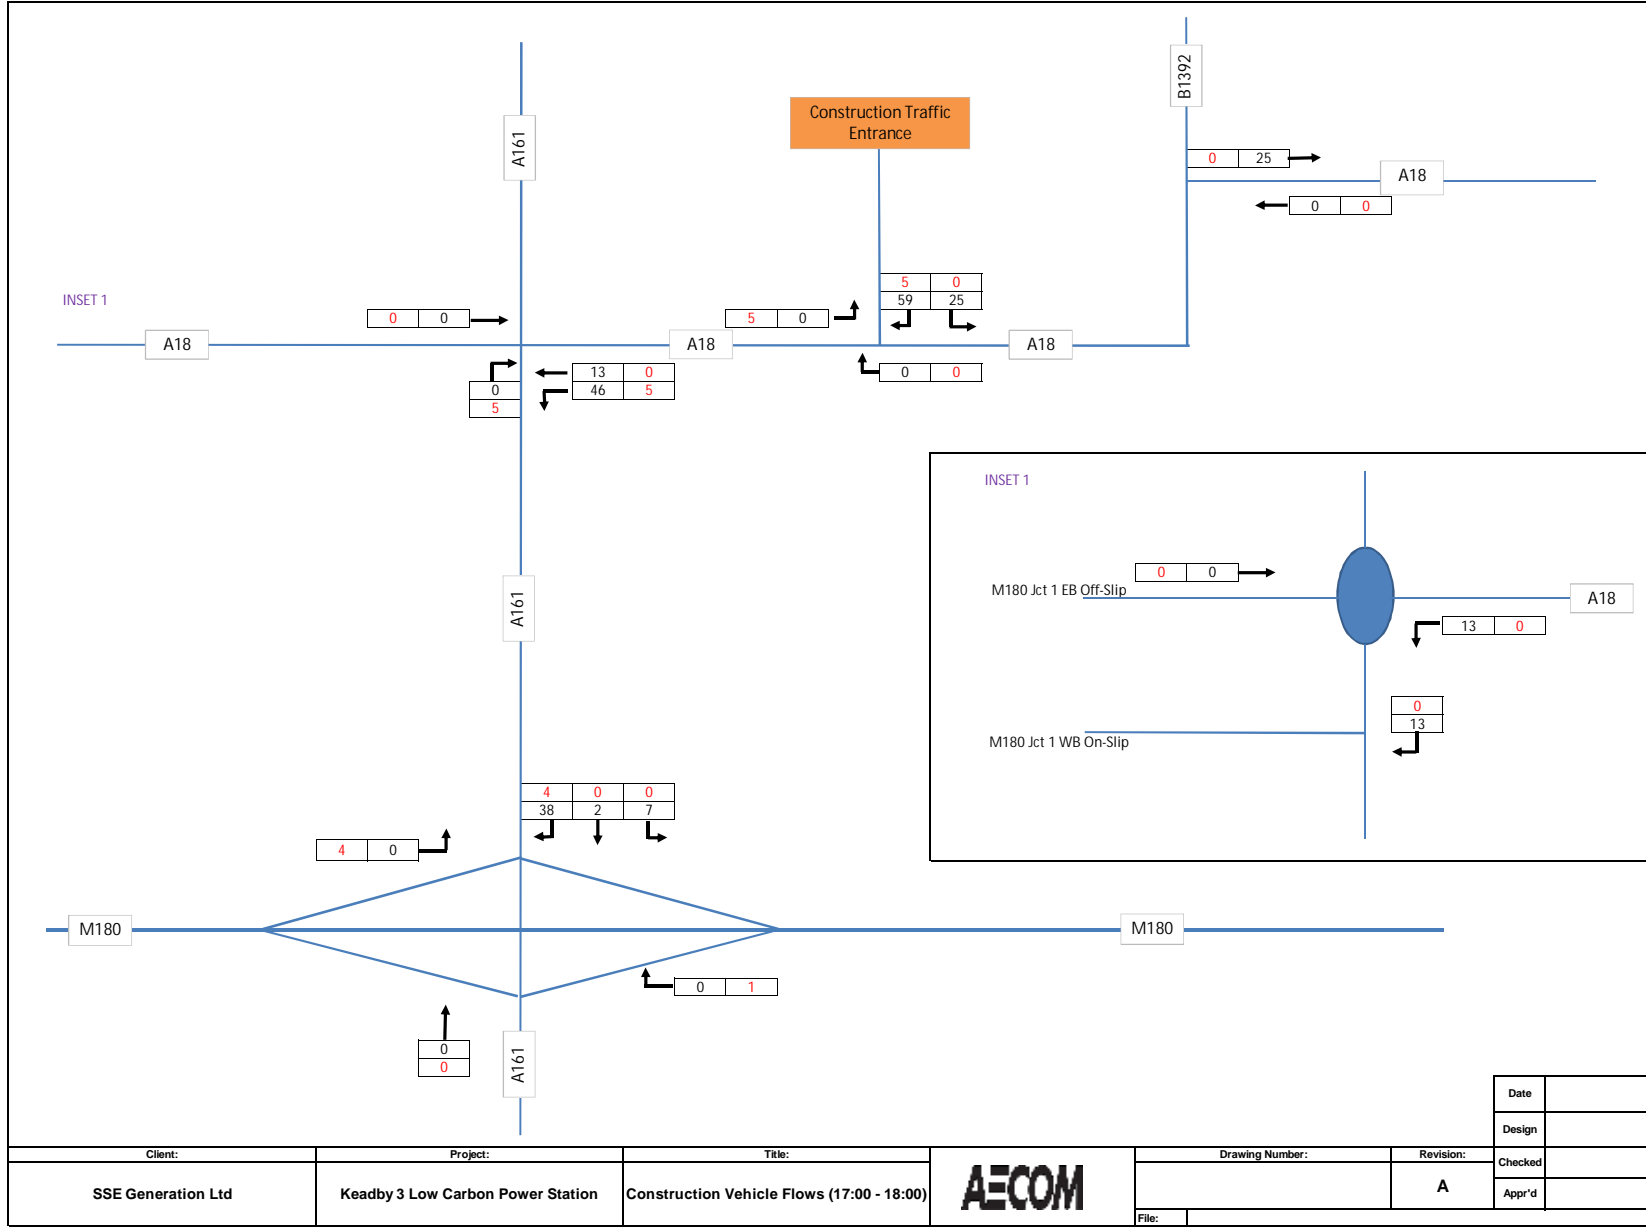 B1392
Construction Traffic
Entrance
A161
0 25
A18
0 0
5 0
59 25
INSET 1
0 0
5 0
A18
A18
A18
13 0
46 5
0
5
0 0
INSET 1
0 0
M180 Jct 1 EB Off-Slip
A18
A161
13 0
0
13
M180 Jct 1 WB On-Slip
4 0 0
38 2 7
4 0
M180
M180
0 1
0
0
A161
Date
Design
Checked
Appr'd
Client:
SSE Generation Ltd
Project:
Keadby 3 Low Carbon Power Station
Title:
Construction Vehicle Flows (17:00 - 18:00)
AECOM
Drawing Number:
Revision:
A
File: